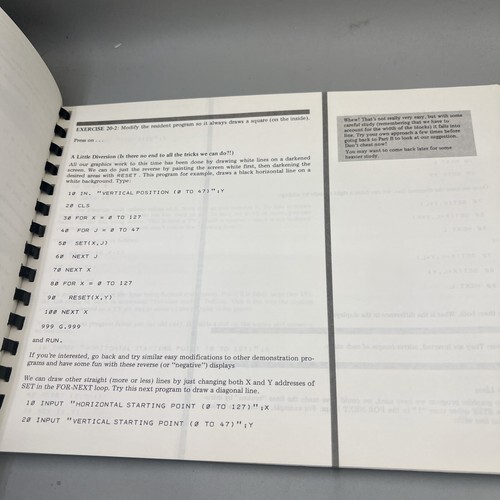 EXERCISE 20-2: Modify the resident program so it always draws a square (on the inside).
Press on . . .
A Little Diversion (Is there no end to all the tricks we can do?!)
All our graphics work to this time has been done by drawing white lines on a darkened
screen. We can do just the reverse by painting the screen white first, then darkening the
desired areas with RESET. This program for example, draws a black horizontal line on a
white background. Type:
10 IN. "VERTICAL POSITION (0 TO 47)";Y
20 CLS
30 FOR X = 0 TO 127
40 FOR J = 0 TO 47
50 SET(X,J)
60 NEXT J
70 NEXT X
80 FOR X = 0 TO 127
90 RESET(X,Y)
100 NEXT X
999 G.999
and RUN.
If you're interested, go back and try similar easy modifications to other demonstration pro-
grams and have some fun with these reverse (or "negative") displays
We can draw other straight (more or less) lines by just changing both X and Y addresses of
SET in the FOR-NEXT loop. Try this next program to draw a diagonal line.
10 INPUT "HORIZONTAL STARTING POINT (0 TO 127)";X
20 INPUT "VERTICAL STARTING POINT (0 TO 47)";Y
Whew! That's not really very easy, but with some
careful study (remembering that we have to
account for the width of the blocks) it falls into
line. Try your own approach a few times before
going back to Part B to look at one suggestion.
Don't cheat now!
You may want to come back later for some
heavier study.